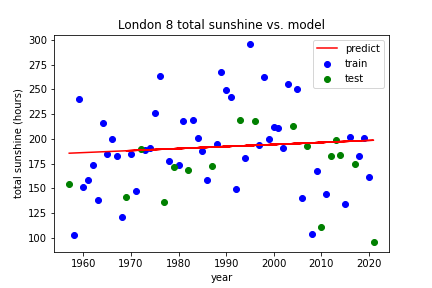 London 8 total sunshine vs. model
predict
train
test
300
275
250
225
200
175
150
125
100
total sunshine (hours)
1960 1970 1980 1990 2000 2010 2020
year